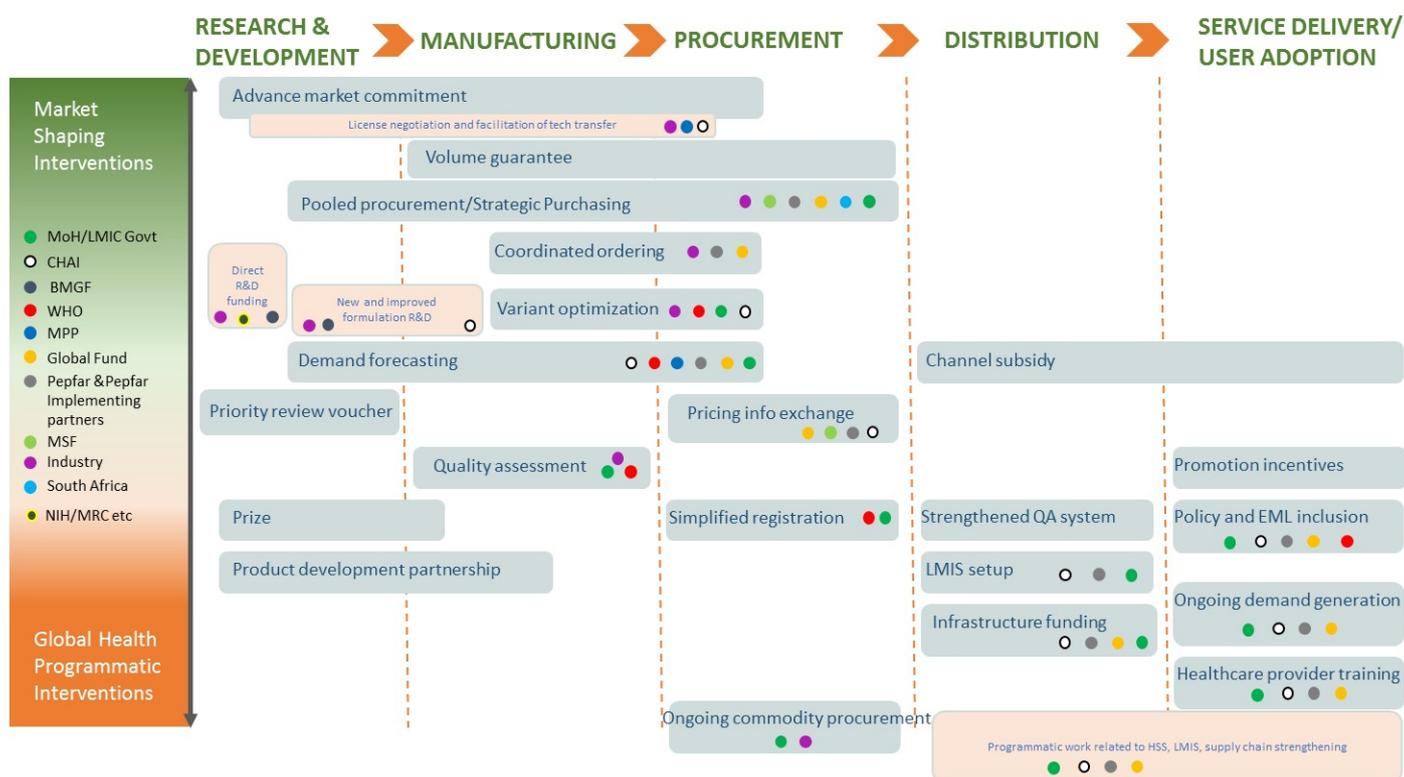 RESEARCH &
DEVELOPMENT
MANUFACTURING
PROCUREMENT
DISTRIBUTION
SERVICE DELIVERY/
USER ADOPTION
Market
Shaping
Interventions
MoH/LMIC Govt
CHAI
BMGF
WHO
MPP
Global Fund
Pepfar &Pepfar
Implementing
partners
MSF
Industry
South Africa
NIH/MRC etc
Global Health
Programmatic
Interventions
Advance market commitment
License negotiation and facilitation of tech transfer
Volume guarantee
Pooled procurement/Strategic Purchasing
Coordinated ordering
Direct
R&D
funding
New and improved
formulation R&D
Variant optimization
Demand forecasting
Channel subsidy
Priority review voucher
Pricing info exchange
Quality assessment
Promotion incentives
Prize
Simplified registration
Strengthened QA system
Policy and EML inclusion
Product development partnership
LMIS setup
Ongoing demand generation
Infrastructure funding
Healthcare provider training
Ongoing commodity procurement
Programmatic work related to HSS, LMIS, supply chain strengthening